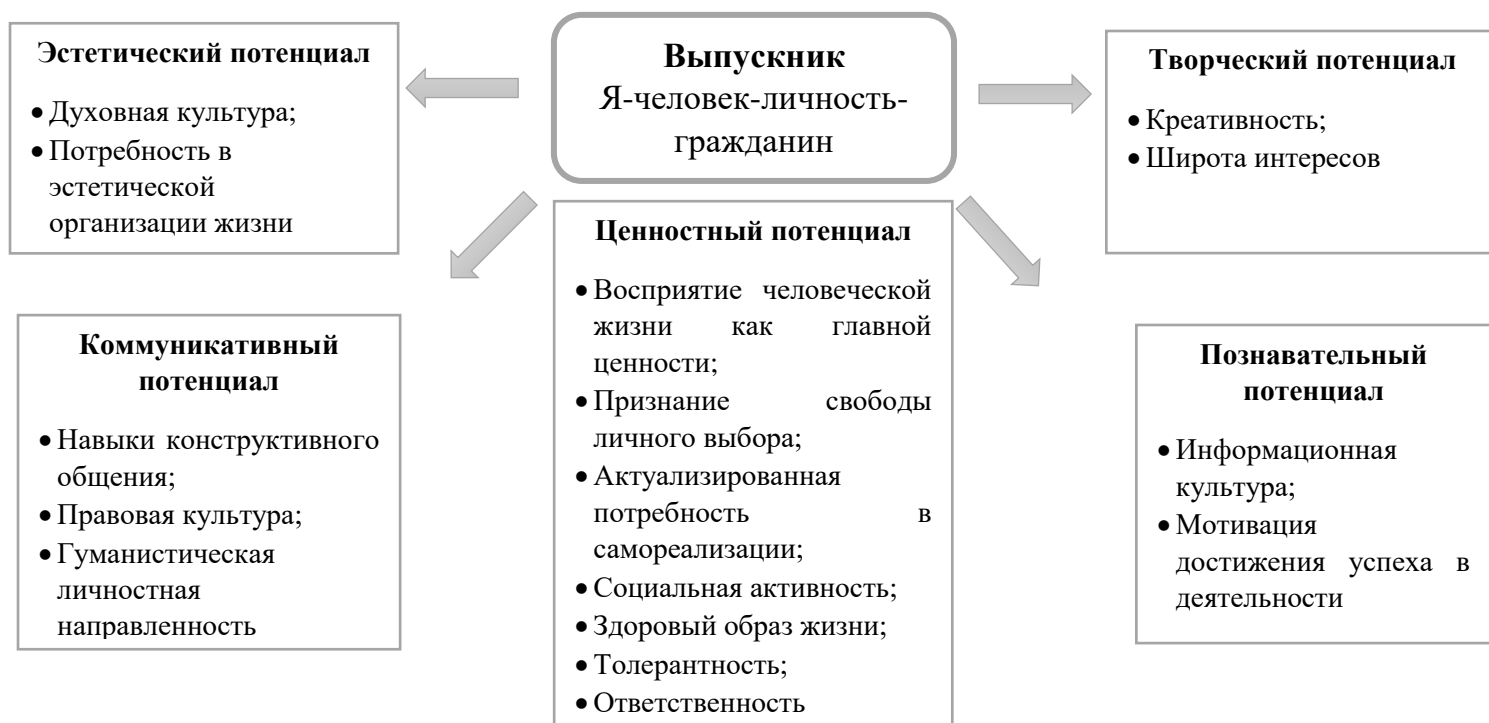 Эстетический потенциал
• Духовная культура;
• Потребность в
эстетической
организации жизни
Выпускник
Я-человек-личность-
гражданин
Творческий потенциал
• Креативность;
• Широта интересов
Коммуникативный
потенциал
• Навыки конструктивного
общения;
• Правовая культура;
• Гуманистическая
личностная
направленность
Ценностный потенциал
• Восприятие человеческой
жизни как главной
ценности;
• Признание свободы
личного выбора;
• Актуализированная
потребность в
самореализации;
• Социальная активность;
• Здоровый образ жизни;
• Толерантность;
• Ответственность
Познавательный
потенциал
• Информационная
культура;
• Мотивация
достижения успеха в
деятельности